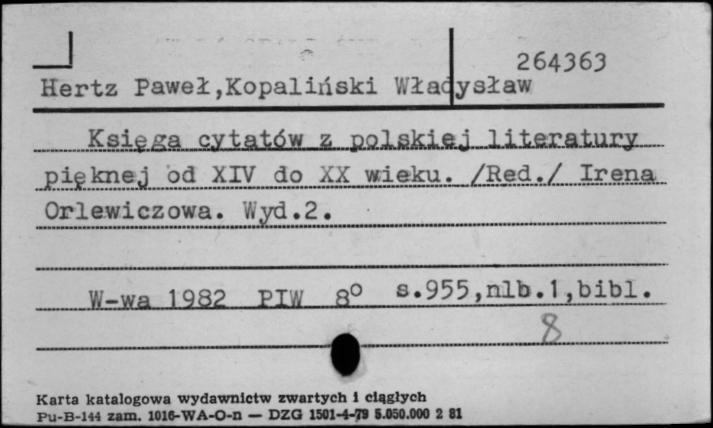 264363
Hertz Paweł,Kopaliński Władysław
Księga cytatów z polskiej literatury
pięknej od XIV do XX wieku. /Red./ Irena
Orlewiczowa. Wyd.2.
W-wa 1982 PIW 8° s.955,nlb.1,bibl.
8
Karta katalogowa wydawnictw zwartych i ciągłych
Pu-B-144 zam. 1016-WA-O-n — DZG 1501-4-79 5.050.000 2 81